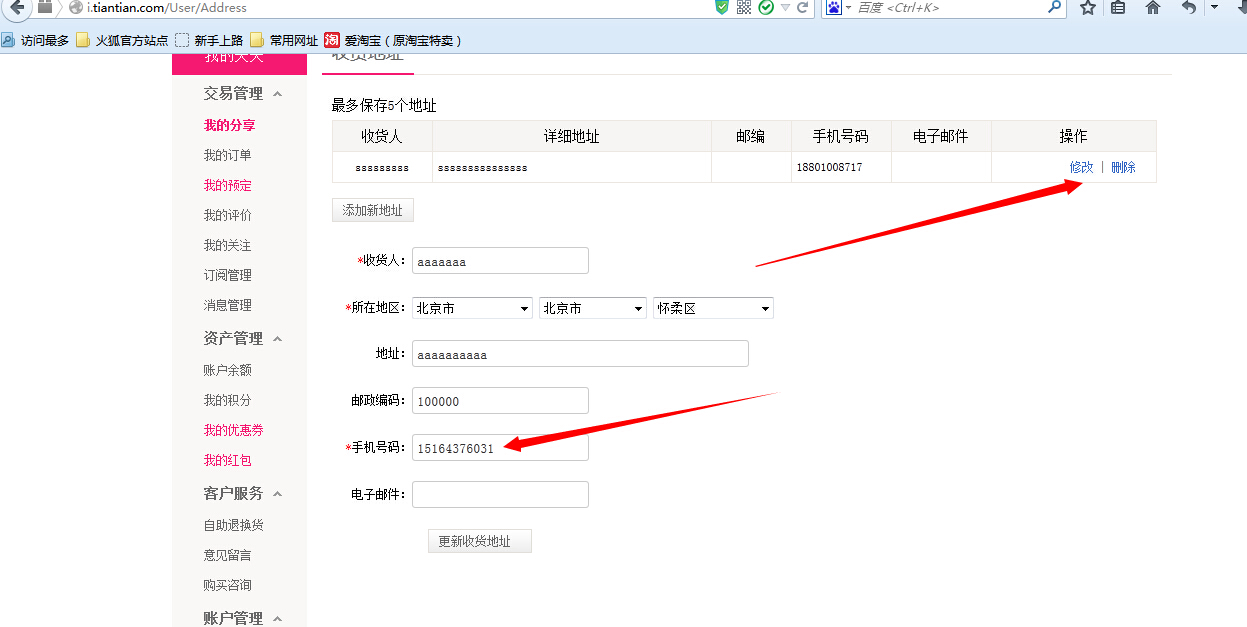 i.tiantian.com/User/Address
百度 <Ctrl+K>
访问最多 火狐官方站点 新手上路 常用网址 淘 爱淘宝（原淘宝特卖）
我的天天
收货地址
交易管理
我的分享
我的订单
我的预定
我的评价
我的关注
订阅管理
消息管理
资产管理
账户余额
我的积分
我的优惠券
我的红包
客户服务
自助退换货
意见留言
购买咨询
账户管理
最多保存5个地址
收货人 详细地址 邮编 手机号码 电子邮件 操作
sssssssss sssssssssssssss 18801008717 修改 | 删除
添加新地址
*收货人： aaaaaaa
*所在地区： 北京市 北京市 怀柔区
地址： aaaaaaaaaa
邮政编码： 100000
*手机号码： 15164376031
电子邮件：
更新收货地址